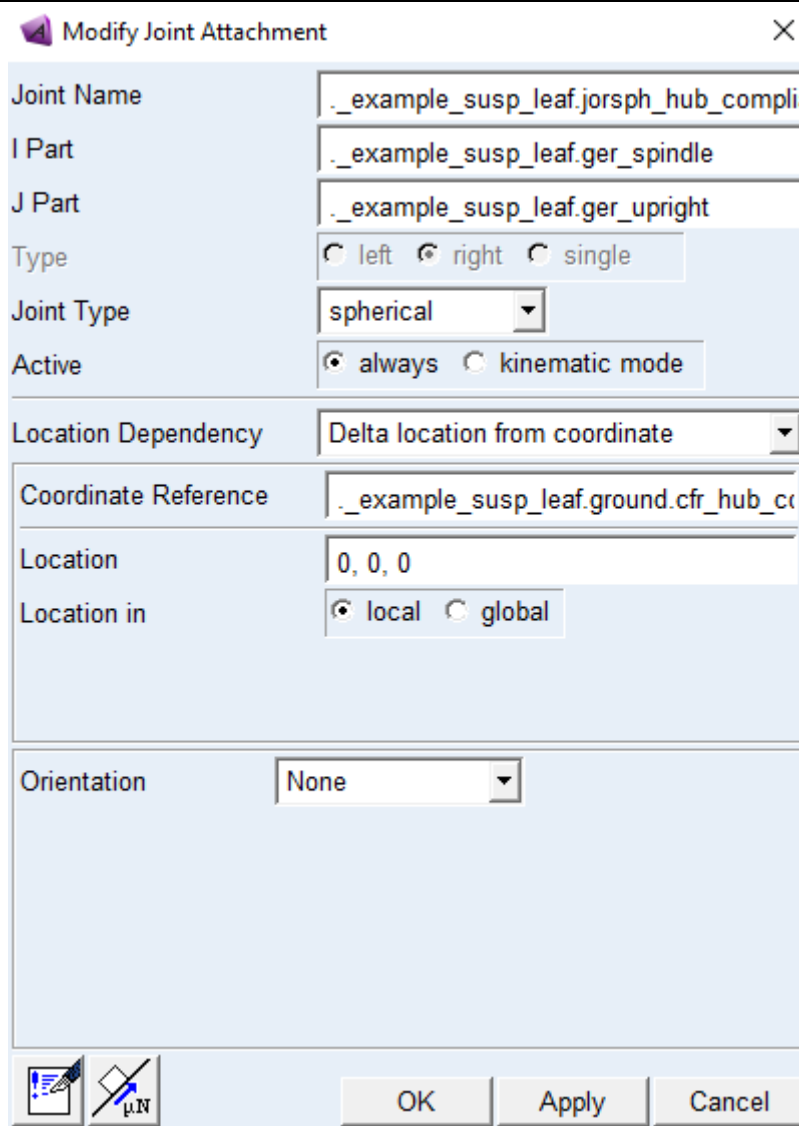 Modify Joint Attachment
Joint Name ._example_susp_leaf.jorsph_hub_compli
I Part ._example_susp_leaf.ger_spindle
J Part ._example_susp_leaf.ger_upright
Type left right single
Joint Type spherical
Active always kinematic mode
Location Dependency Delta location from coordinate
Coordinate Reference ._example_susp_leaf.ground.cfr_hub_co
Location 0, 0, 0
Location in local global
Orientation None
μN
OK Apply Cancel